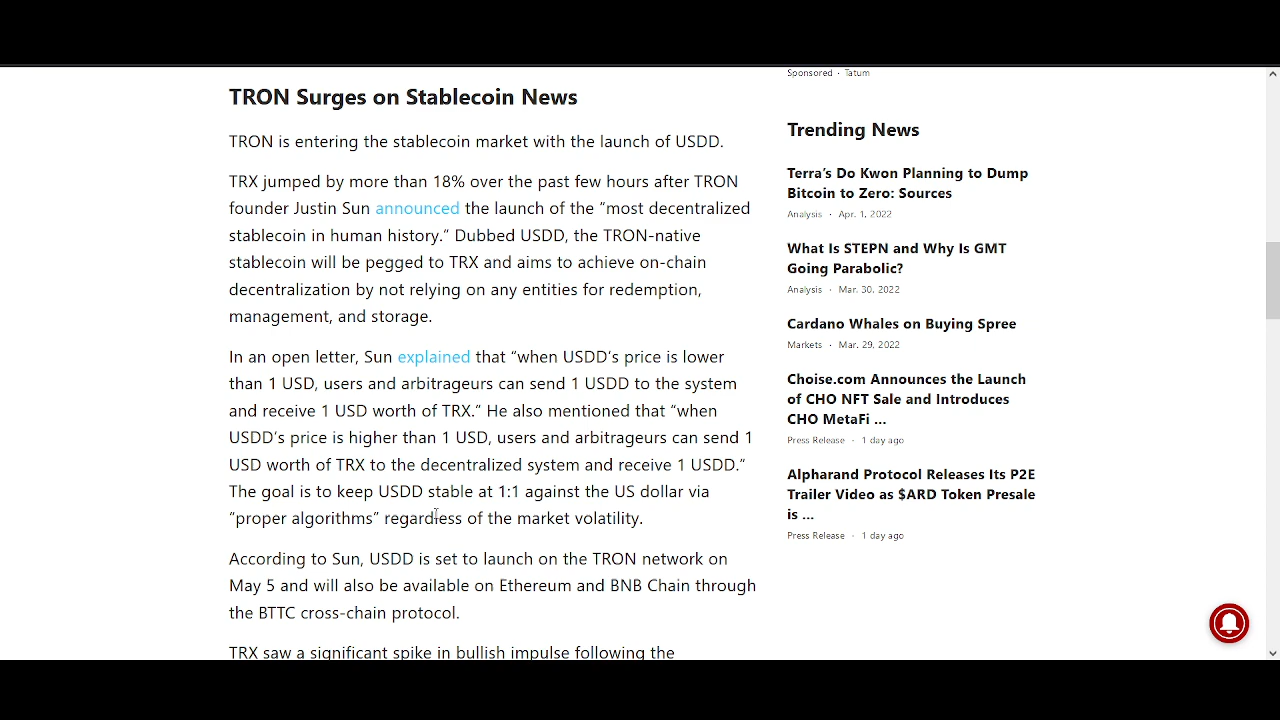 TRON Surges on Stablecoin News
TRON is entering the stablecoin market with the launch of USDD.
TRX jumped by more than 18% over the past few hours after TRON
founder Justin Sun announced the launch of the “most decentralized
stablecoin in human history.” Dubbed USDD, the TRON-native
stablecoin will be pegged to TRX and aims to achieve on-chain
decentralization by not relying on any entities for redemption,
management, and storage.
In an open letter, Sun explained that “when USDD’s price is lower
than 1 USD, users and arbitrageurs can send 1 USDD to the system
and receive 1 USD worth of TRX.” He also mentioned that “when
USDD’s price is higher than 1 USD, users and arbitrageurs can send 1
USD worth of TRX to the decentralized system and receive 1 USDD.”
The goal is to keep USDD stable at 1:1 against the US dollar via
“proper algorithms” regardless of the market volatility.
According to Sun, USDD is set to launch on the TRON network on
May 5 and will also be available on Ethereum and BNB Chain through
the BTTC cross-chain protocol.
TRX saw a significant spike in bullish impulse following the
Sponsored · Tatum
Trending News
Terra’s Do Kwon Planning to Dump
Bitcoin to Zero: Sources
Analysis · Apr. 1, 2022
What Is STEPN and Why Is GMT
Going Parabolic?
Analysis · Mar. 30, 2022
Cardano Whales on Buying Spree
Markets · Mar. 29, 2022
Choise.com Announces the Launch
of CHO NFT Sale and Introduces
CHO MetaFi ...
Press Release · 1 day ago
Alpharand Protocol Releases Its P2E
Trailer Video as $ARD Token Presale
is ...
Press Release · 1 day ago